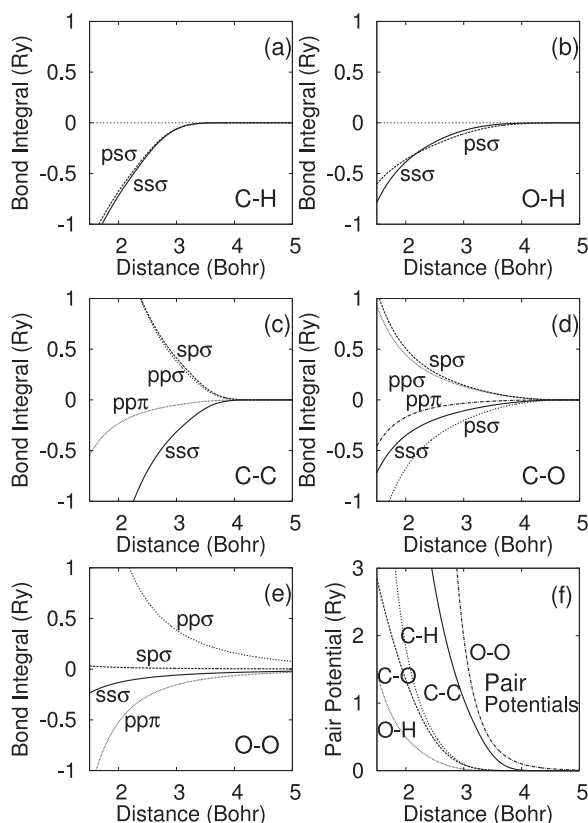 (a)
Bond Integral (Ry)
1
0.5
0
-0.5
-1
psσ
ssσ
C-H
2 3 4 5
Distance (Bohr)
(b)
Bond Integral (Ry)
1
0.5
0
-0.5
-1
psσ
ssσ
O-H
2 3 4 5
Distance (Bohr)
(c)
Bond Integral (Ry)
1
0.5
0
-0.5
-1
spσ
ppσ
ppπ
ssσ
C-C
2 3 4 5
Distance (Bohr)
(d)
Bond Integral (Ry)
1
0.5
0
-0.5
-1
spσ
ppσ
ppπ
ssσ
psσ
C-O
2 3 4 5
Distance (Bohr)
(e)
Bond Integral (Ry)
1
0.5
0
-0.5
-1
ppσ
spσ
ssσ
ppπ
O-O
2 3 4 5
Distance (Bohr)
(f)
Pair Potential (Ry)
3
2
1
0
C-H
O-O
C-O
C-C
Pair
Potentials
O-H
2 3 4 5
Distance (Bohr)